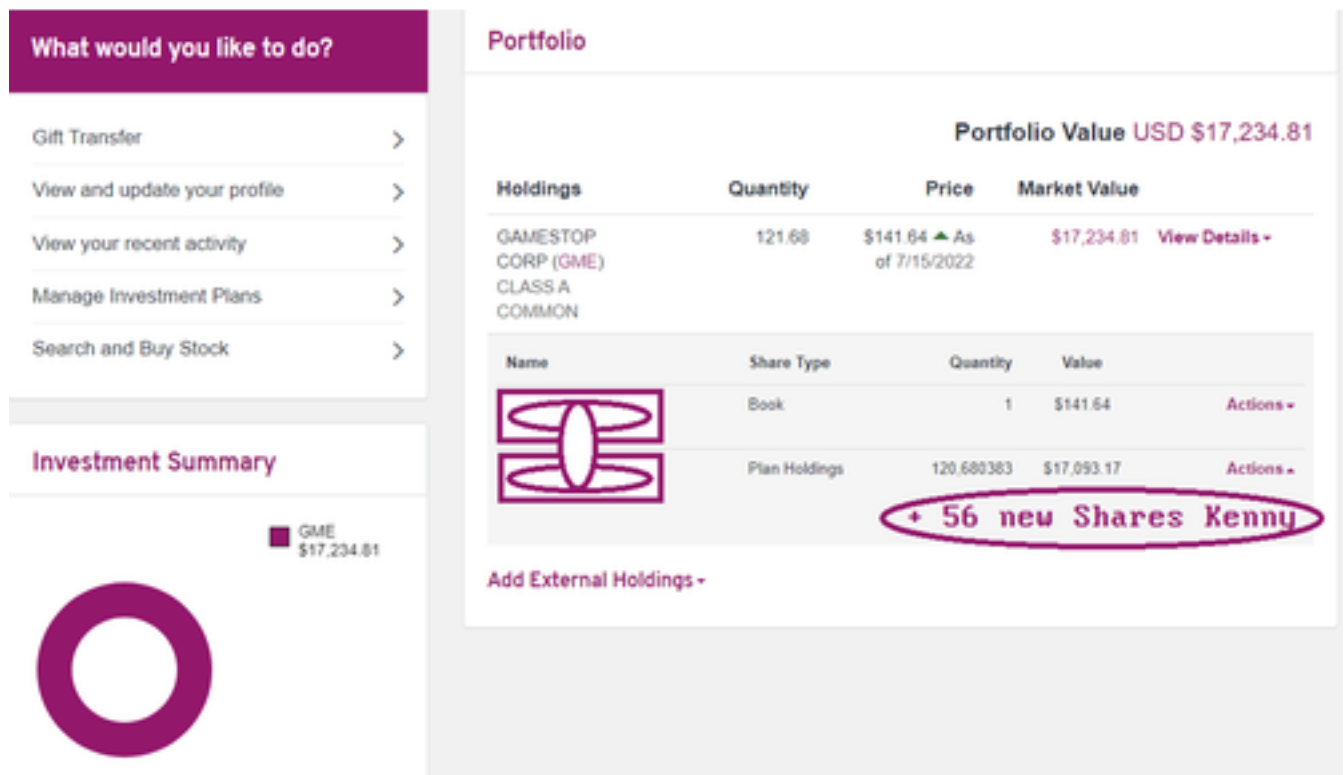 What would you like to do?
Gift Transfer
View and update your profile
View your recent activity
Manage Investment Plans
Search and Buy Stock
Investment Summary
GME
$17,234.81
Portfolio
Portfolio Value USD $17,234.81
Holdings Quantity Price Market Value
GAMESTOP 121.68 $141.64 As $17,234.81 View Details
CORP (GME) of 7/15/2022
CLASS A
COMMON
Name Share Type Quantity Value
Book 1 $141.64 Actions
Plan Holdings 120,680383 $17,093.17 Actions
+ 56 new Shares Kenny
Add External Holdings